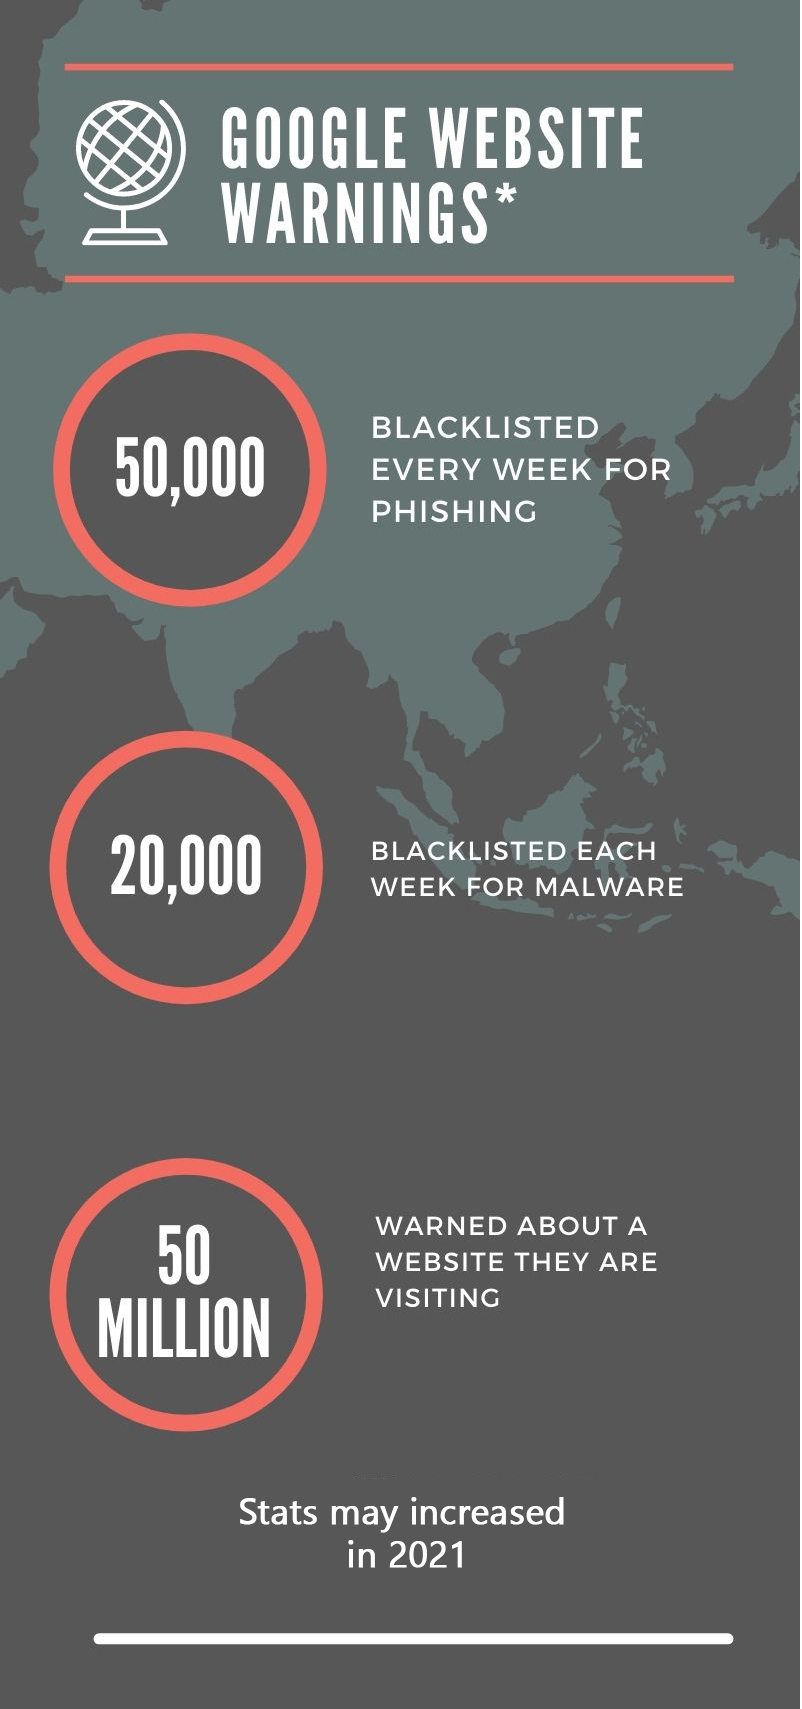 GOOGLE WEBSITE
WARNINGS*
50,000
BLACKLISTED
EVERY WEEK FOR
PHISHING
20,000
BLACKLISTED EACH
WEEK FOR MALWARE
50
MILLION
WARNED ABOUT A
WEBSITE THEY ARE
VISITING
Stats may increased
in 2021